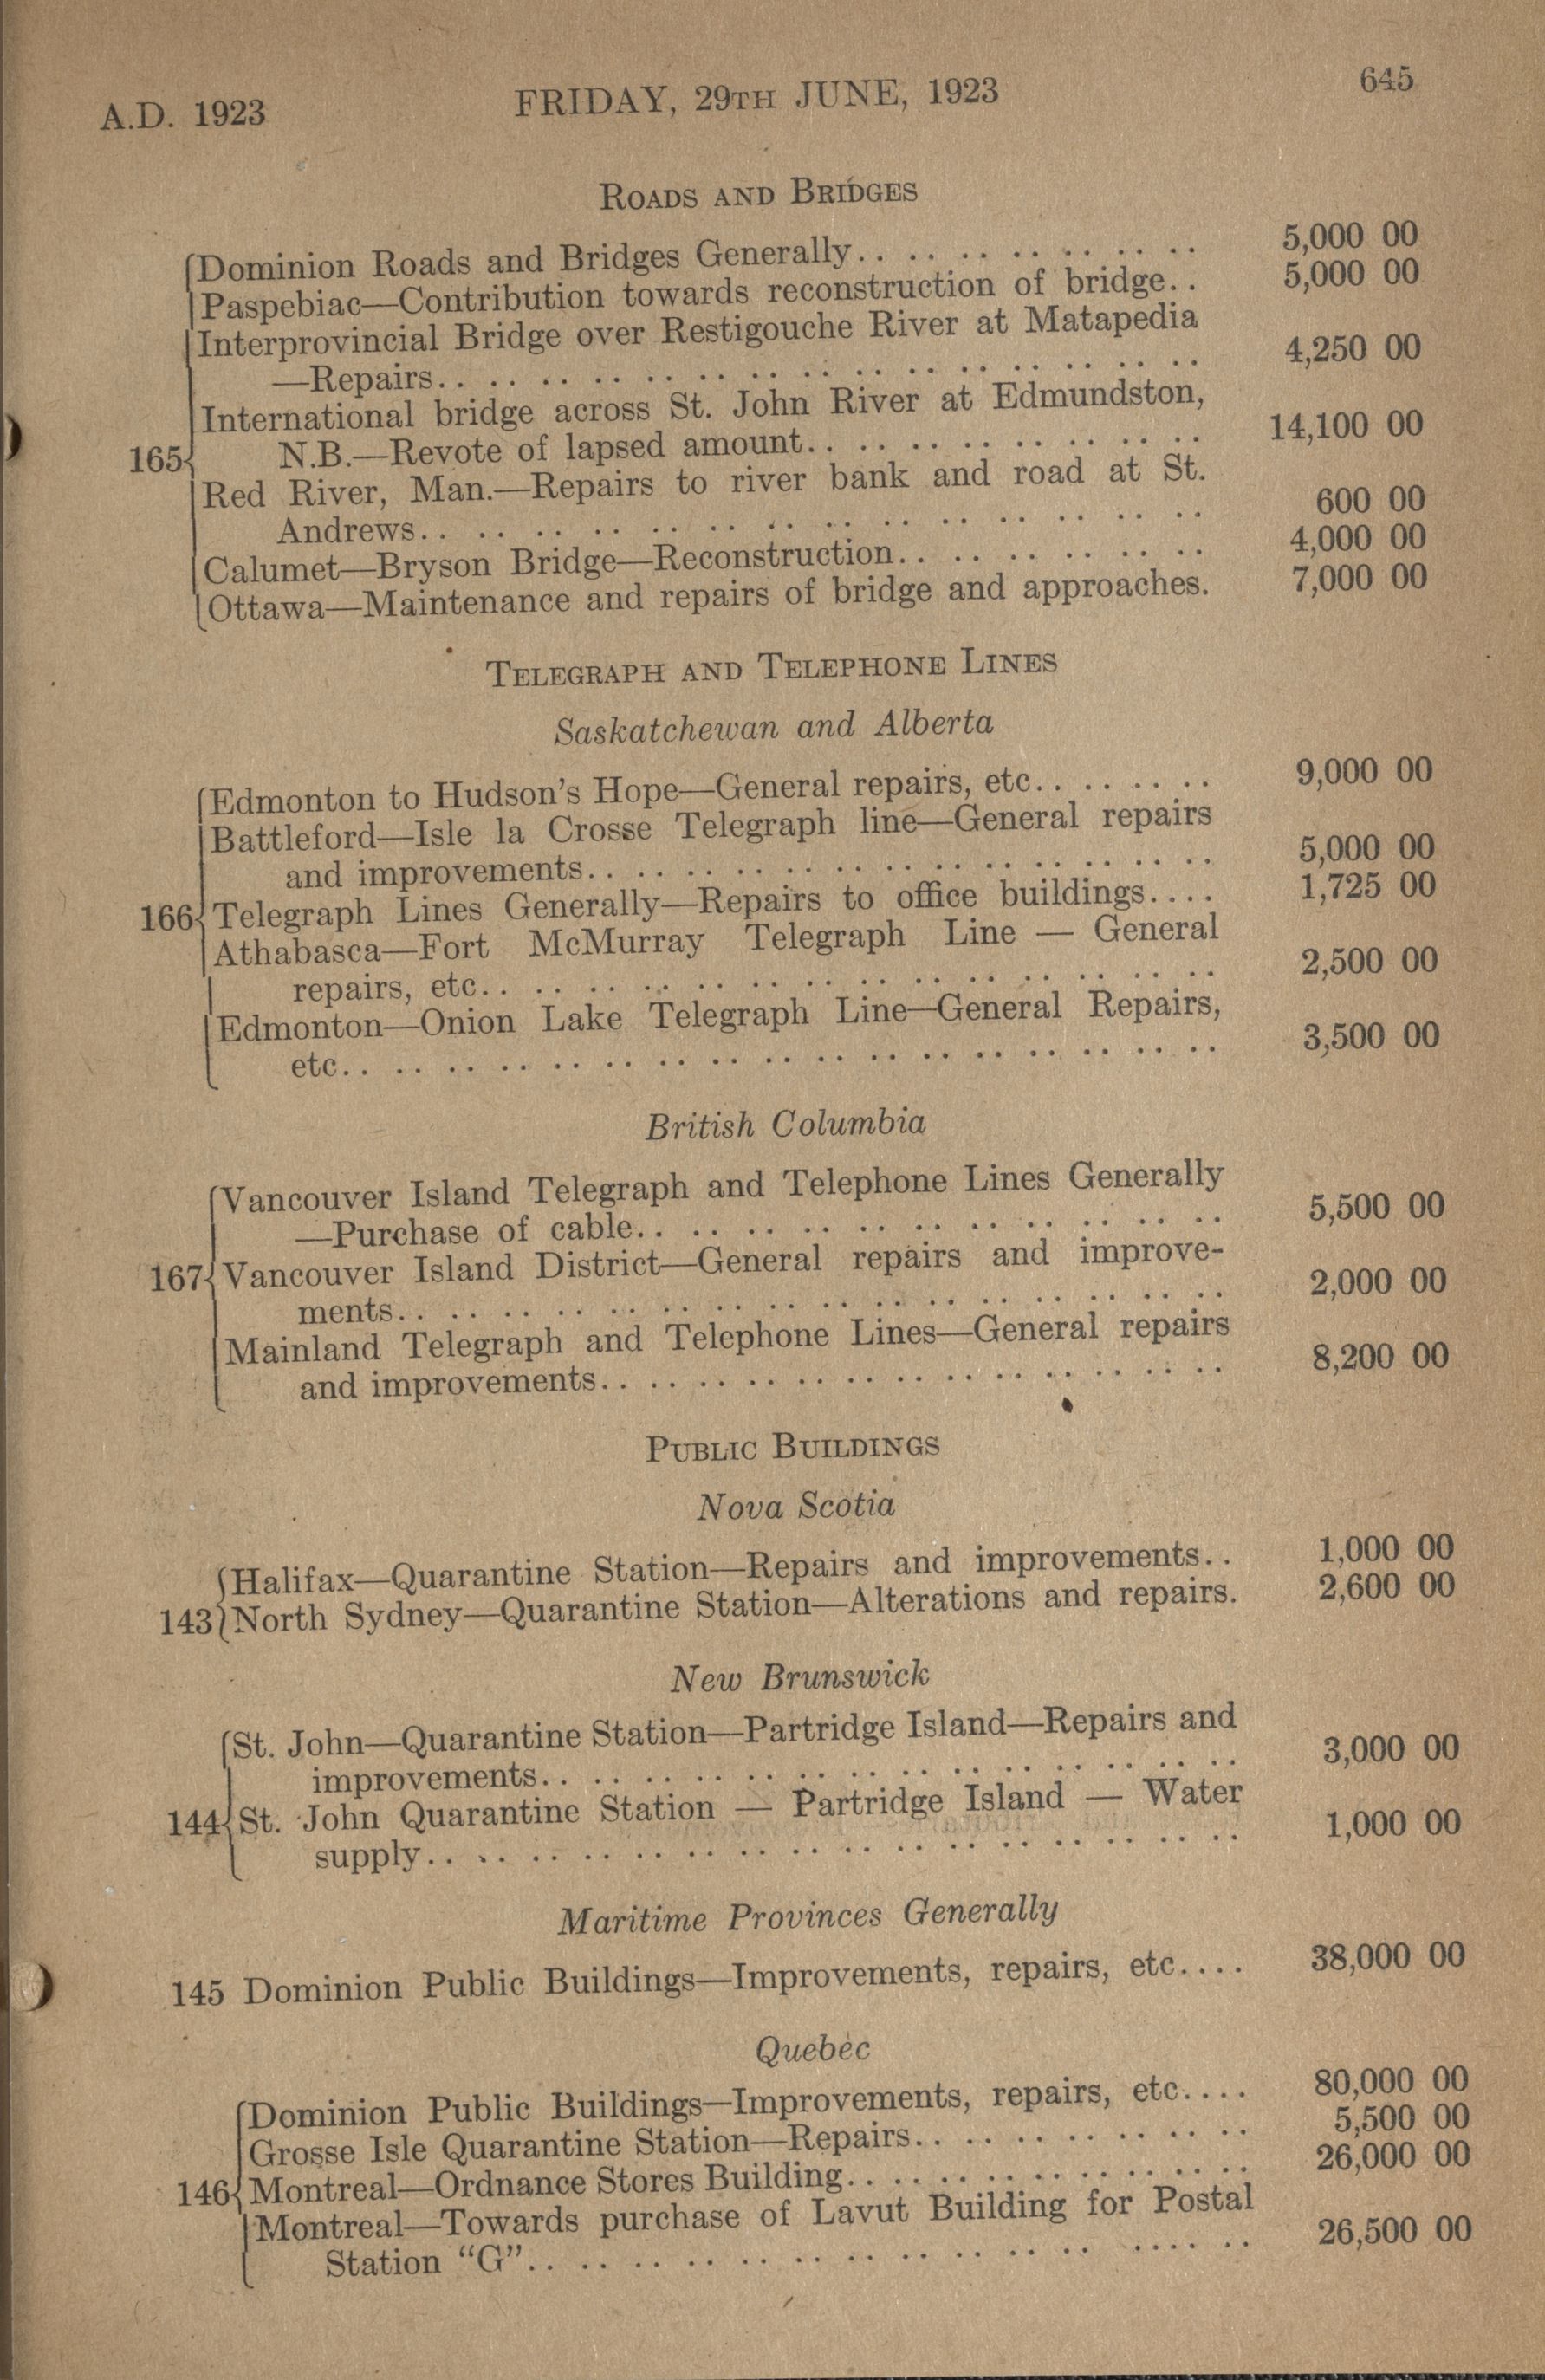 A.D. 1923 FRIDAY, 29TH JUNE, 1923 645
ROADS AND BRIDGES
Dominion Roads and Bridges Generally.. .. .. .. .. .. .. 5,000 00
Paspebiac—Contribution towards reconstruction of bridge.. 5,000 00
Interprovincial Bridge over Restigouche River at Matapedia
—Repairs.. .. .. .. .. .. .. .. .. .. .. .. .. .. .. 4,250 00
International bridge across St. John River at Edmundston,
165 N.B.—Revote of lapsed amount.. .. .. .. .. .. .. .. 14,100 00
Red River, Man.—Repairs to river bank and road at St.
Andrews.. .. .. .. .. .. .. .. .. .. .. .. .. .. 600 00
Calumet—Bryson Bridge—Reconstruction.. .. .. .. .. .. 4,000 00
Ottawa—Maintenance and repairs of bridge and approaches. 7,000 00
TELEGRAPH AND TELEPHONE LINES
Saskatchewan and Alberta
Edmonton to Hudson's Hope—General repairs, etc.. .. .. .. 9,000 00
Battleford—Isle la Crosse Telegraph line—General repairs
and improvements.. .. .. .. .. .. .. .. .. .. .. .. .. 5,000 00
166 Telegraph Lines Generally—Repairs to office buildings.... 1,725 00
Athabasca—Fort McMurray Telegraph Line — General
repairs, etc.. .. .. .. .. .. .. .. .. .. .. .. .. .. 2,500 00
Edmonton—Onion Lake Telegraph Line—General Repairs,
etc.. .. .. .. .. .. .. .. .. .. .. .. .. .. .. .. .. 3,500 00
British Columbia
Vancouver Island Telegraph and Telephone Lines Generally
—Purchase of cable.. .. .. .. .. .. .. .. .. .. .. 5,500 00
167 Vancouver Island District—General repairs and improve-
ments.. .. .. .. .. .. .. .. .. .. .. .. .. .. .. .. 2,000 00
Mainland Telegraph and Telephone Lines—General repairs
and improvements.. .. .. .. .. .. .. .. .. .. .. .. .. 8,200 00
PUBLIC BUILDINGS
Nova Scotia
Halifax—Quarantine Station—Repairs and improvements.. 1,000 00
143 North Sydney—Quarantine Station—Alterations and repairs. 2,600 00
New Brunswick
St. John—Quarantine Station—Partridge Island—Repairs and
improvements.. .. .. .. .. .. .. .. .. .. .. .. .. .. 3,000 00
144 St. John Quarantine Station — Partridge Island — Water
supply.. .. .. .. .. .. .. .. .. .. .. .. .. .. .. .. 1,000 00
Maritime Provinces Generally
145 Dominion Public Buildings—Improvements, repairs, etc.... 38,000 00
Quebec
Dominion Public Buildings—Improvements, repairs, etc.... 80,000 00
Grosse Isle Quarantine Station—Repairs.. .. .. .. .. .. .. 5,500 00
146 Montreal—Ordnance Stores Building.. .. .. .. .. .. .. .. .. 26,000 00
Montreal—Towards purchase of Lavut Building for Postal
Station “G”.. .. .. .. .. .. .. .. .. .. .. .... .. 26,500 00